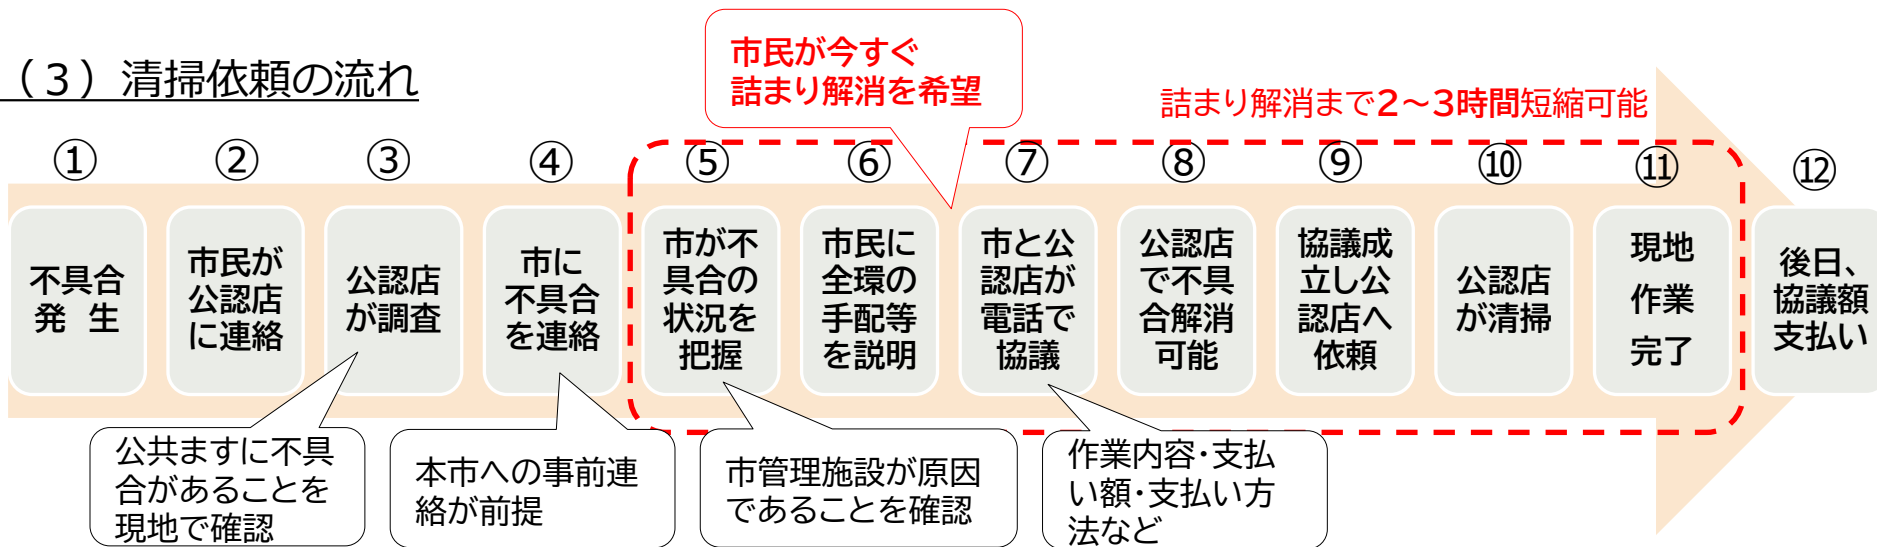 （３）清掃依頼の流れ
市民が今すぐ
詰まり解消を希望
詰まり解消まで2～3時間短縮可能
①
②
③
④
⑤
⑥
⑦
⑧
⑨
⑩
⑪
⑫
不具合
発　生
市民が
公認店
に連絡
公認店
が調査
市に
不具合
を連絡
市が不
具合の
状況を
把握
市民に
全環の
手配等
を説明
市と公
認店が
電話で
協議
公認店
で不具
合解消
可能
協議成
立し公
認店へ
依頼
公認店
が清掃
現地
作業
完了
後日、
協議額
支払い
公共ますに不具
合があることを
現地で確認
本市への事前連
絡が前提
市管理施設が原因
であることを確認
作業内容・支払
い額・支払い方
法など